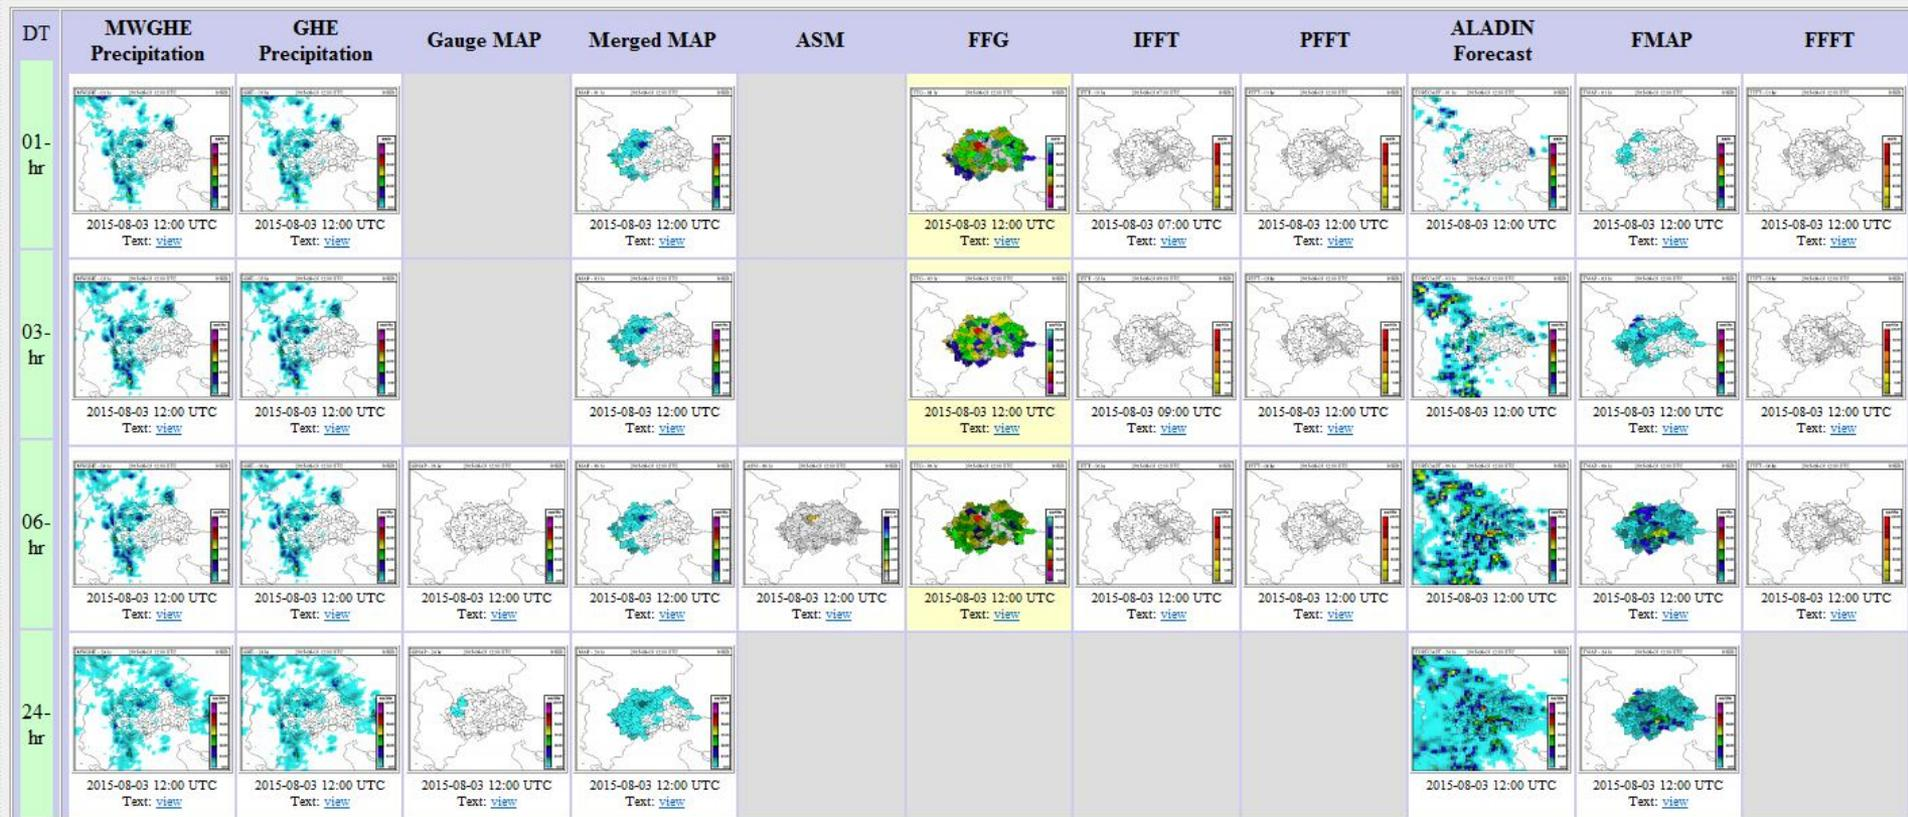 DT
MWGHE
Precipitation
GHE
Precipitation
Gauge MAP
Merged MAP
ASM
FFG
IFFT
PFFT
ALADIN
Forecast
FMAP
FFFT
01-
hr
2015-08-03 12:00 UTC
Text: view
2015-08-03 12:00 UTC
Text: view
2015-08-03 12:00 UTC
Text: view
2015-08-03 12:00 UTC
Text: view
2015-08-03 07:00 UTC
Text: view
2015-08-03 12:00 UTC
Text: view
2015-08-03 12:00 UTC
2015-08-03 12:00 UTC
Text: view
2015-08-03 12:00 UTC
Text: view
03-
hr
2015-08-03 12:00 UTC
Text: view
2015-08-03 12:00 UTC
Text: view
2015-08-03 12:00 UTC
Text: view
2015-08-03 12:00 UTC
Text: view
2015-08-03 09:00 UTC
Text: view
2015-08-03 12:00 UTC
Text: view
2015-08-03 12:00 UTC
2015-08-03 12:00 UTC
Text: view
2015-08-03 12:00 UTC
Text: view
06-
hr
2015-08-03 12:00 UTC
Text: view
2015-08-03 12:00 UTC
Text: view
2015-08-03 12:00 UTC
Text: view
2015-08-03 12:00 UTC
Text: view
2015-08-03 12:00 UTC
Text: view
2015-08-03 12:00 UTC
Text: view
2015-08-03 12:00 UTC
Text: view
2015-08-03 12:00 UTC
Text: view
2015-08-03 12:00 UTC
2015-08-03 12:00 UTC
Text: view
2015-08-03 12:00 UTC
Text: view
24-
hr
2015-08-03 12:00 UTC
Text: view
2015-08-03 12:00 UTC
Text: view
2015-08-03 12:00 UTC
Text: view
2015-08-03 12:00 UTC
Text: view
2015-08-03 12:00 UTC
2015-08-03 12:00 UTC
Text: view